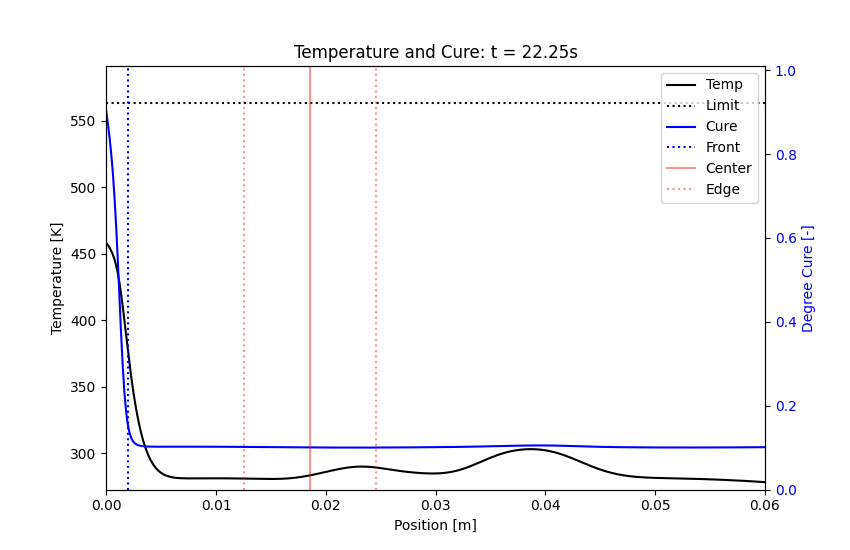 Temperature and Cure: t = 22.25s
Temp
Limit
Cure
Front
Center
Edge
Temperature [K]
550
500
450
400
350
300
Degree Cure [-]
1.0
0.8
0.6
0.4
0.2
0.0
0.00 0.01 0.02 0.03 0.04 0.05 0.06
Position [m]